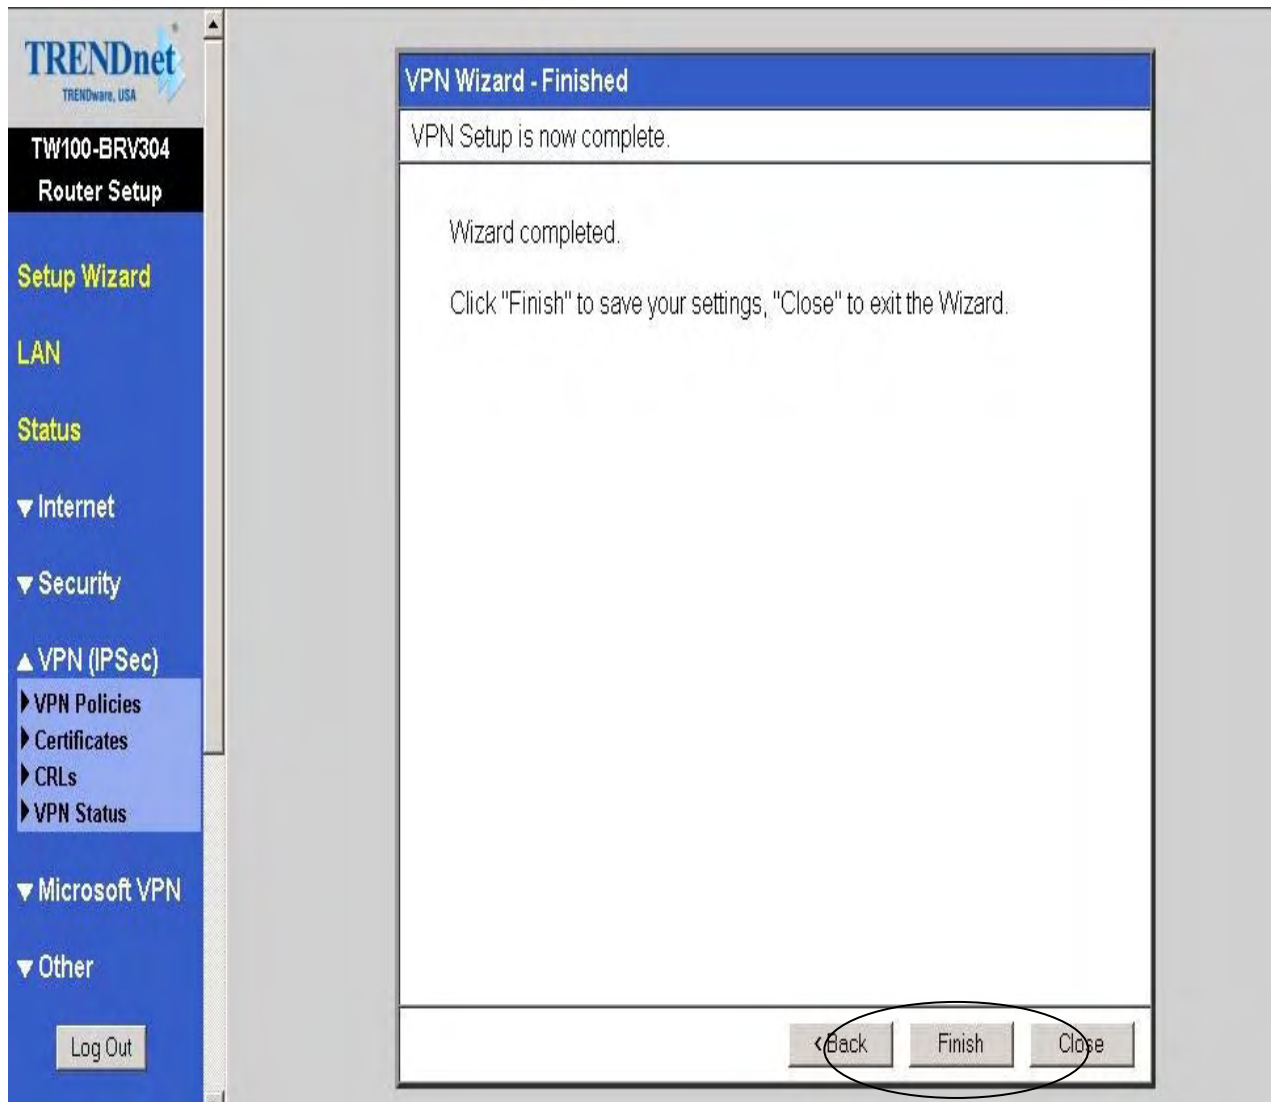 TRENDnet
TRENDware, USA
TW100-BRV304
Router Setup
Setup Wizard
LAN
Status
Internet
Security
VPN (IPSec)
VPN Policies
Certificates
CRLs
VPN Status
Microsoft VPN
Other
Log Out
VPN Wizard - Finished
VPN Setup is now complete.
Wizard completed.
Click "Finish" to save your settings, "Close" to exit the Wizard.
<Back Finish Close